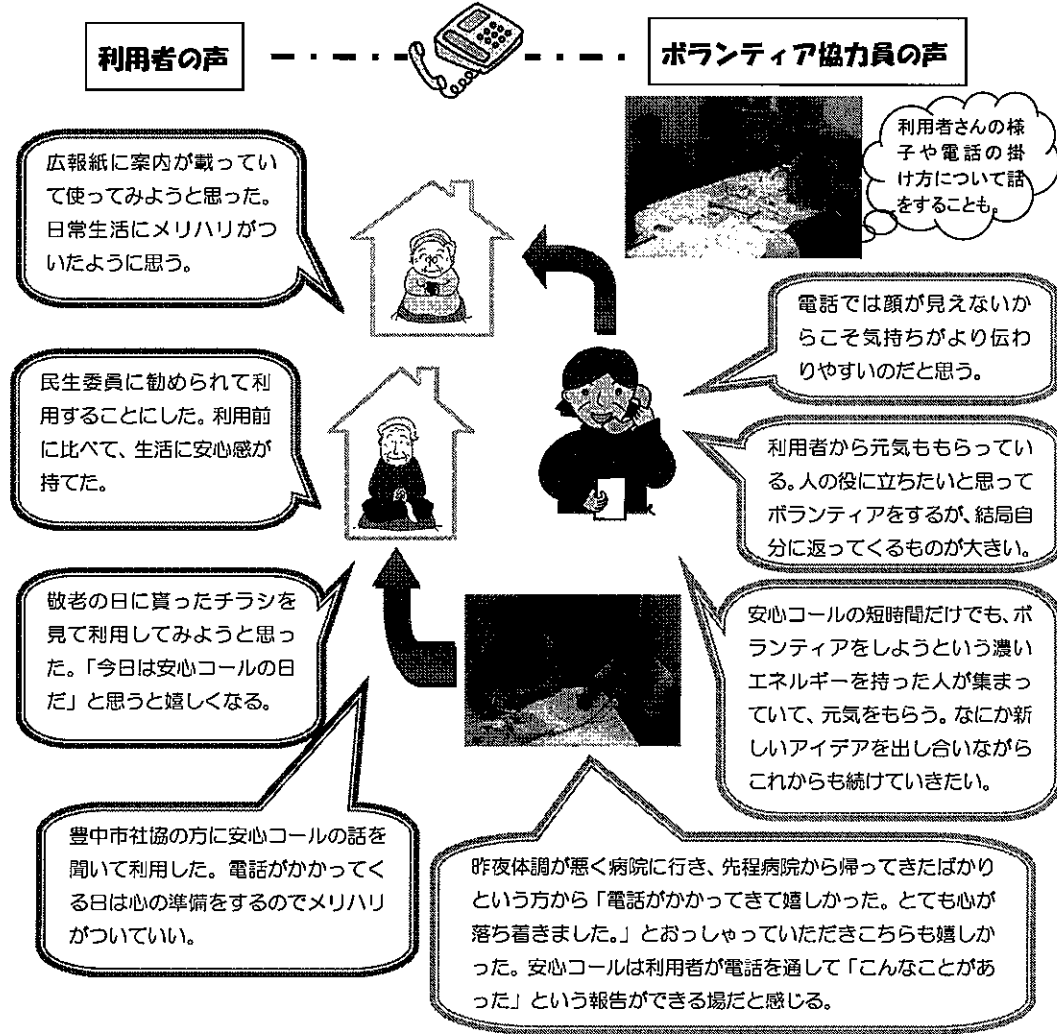 利用者の声
ボランティア協力員の声
利用者さんの様
子や電話の掛
け方について話
をすることも。
広報紙に案内が載ってい
て使ってみようと思った。
日常生活にメリハリがつ
いたように思う。
電話では顔が見えないか
らこそ気持ちがより伝わ
りやすいのだと思う。
民生委員に勧められて利
用することにした。利用前
に比べて、生活に安心感が
持てた。
利用者から元気ももらってい
る。人の役に立ちたいと思って
ボランティアをするが、結局自
分に返ってくるものが大きい。
敬老の日に貰ったチラシを
見て利用してみようと思っ
た。「今日は安心コールの日
だ」と思うと嬉しくなる。
安心コールの短時間だけでも、ボ
ランティアをしようという濃い
エネルギーを持った人が集まっ
ていて、元気をもらう。なにか新
しいアイデアを出し合いながら
これからも続けていきたい。
豊中市社協の方に安心コールの話を
聞いて利用した。電話がかかってく
る日は心の準備をするのでメリハリ
がついていい。
昨夜体調が悪く病院に行き、先程病院から帰ってきたばかり
という方から「電話がかかってきて嬉しかった。とても心が
落ち着きました。」とおっしゃっていただきこちらも嬉しか
った。安心コールは利用者が電話を通して「こんなことがあ
った」という報告ができる場だと感じる。